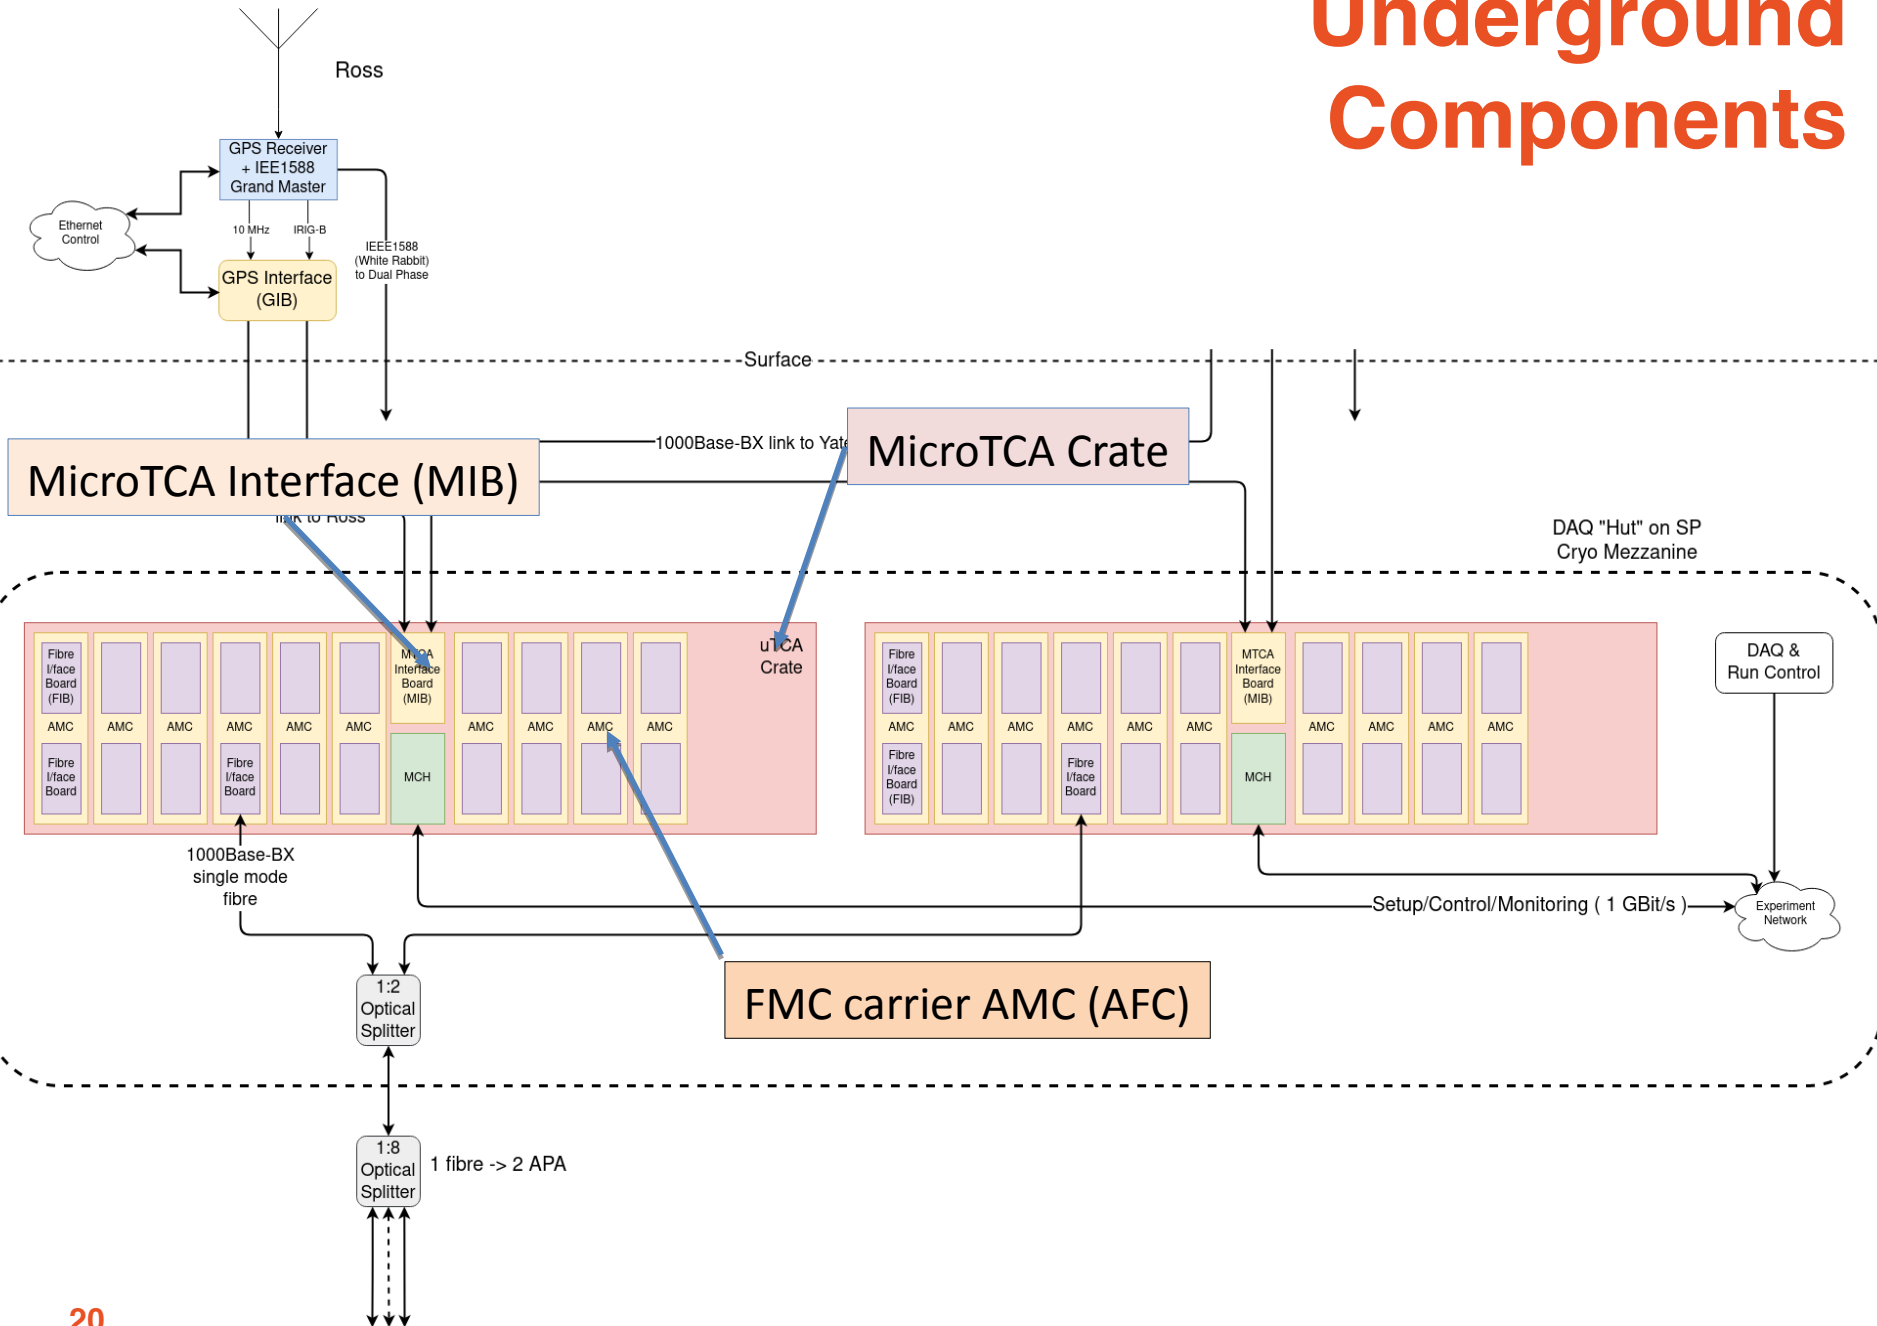 Underground
Components
Ross
GPS Receiver
+ IEE1588
Grand Master
Ethernet
Control
10 MHz
IRIG-B
IEEE1588
(White Rabbit)
to Dual Phase
GPS Interface
(GIB)
Surface
1000Base-BX link to Yate
MicroTCA Crate
MicroTCA Interface (MIB)
link to Ross
DAQ "Hut" on SP
Cryo Mezzanine
Fibre
I/face
Board
(FIB)
MTCA
Interface
Board
(MIB)
uTCA
Crate
AMC
AMC
AMC
AMC
AMC
AMC
AMC
AMC
AMC
AMC
Fibre
I/face
Board
Fibre
I/face
Board
MCH
Fibre
I/face
Board
(FIB)
MTCA
Interface
Board
(MIB)
AMC
AMC
AMC
AMC
AMC
AMC
AMC
AMC
AMC
AMC
Fibre
I/face
Board
(FIB)
Fibre
I/face
Board
MCH
DAQ &
Run Control
1000Base-BX
single mode
fibre
Setup/Control/Monitoring ( 1 GBit/s )
Experiment
Network
1:2
Optical
Splitter
FMC carrier AMC (AFC)
1:8
Optical
Splitter
1 fibre -> 2 APA
20